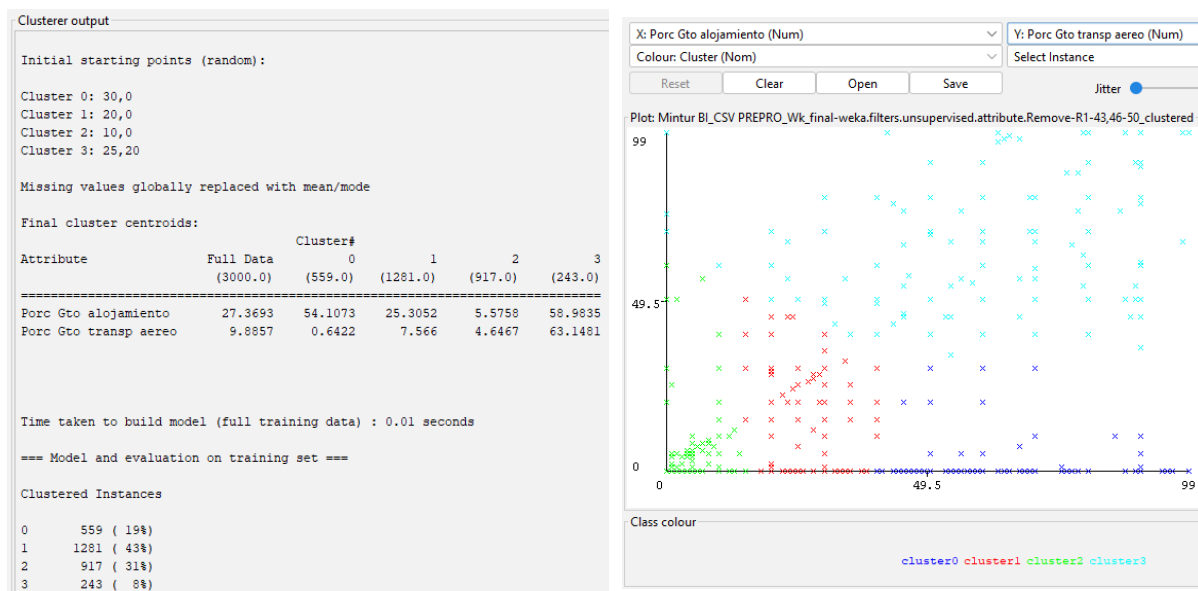 Clusterer output
Initial starting points (random):
Cluster 0: 30,0
Cluster 1: 20,0
Cluster 2: 10,0
Cluster 3: 25,20
Missing values globally replaced with mean/mode
Final cluster centroids:
Cluster#
Attribute Full Data 0 1 2 3
(3000.0) (559.0) (1281.0) (917.0) (243.0)
================================================================================
Porc Gto alojamiento 27.3693 54.1073 25.3052 5.5758 58.9835
Porc Gto transp aereo 9.8857 0.6422 7.566 4.6467 63.1481
Time taken to build model (full training data) : 0.01 seconds
=== Model and evaluation on training set ===
Clustered Instances
0 559 ( 19%)
1 1281 ( 43%)
2 917 ( 31%)
3 243 ( 8%)
X: Porc Gto alojamiento (Num) Y: Porc Gto transp aereo (Num)
Colour: Cluster (Nom) Select Instance
Reset Clear Open Save Jitter
Plot: Mintur BI_CSV PREPRO_Wk_final-weka.filters.unsupervised.attribute.Remove-R1-43,46-50_clustered
99
49.5
0
0 49.5 99
Class colour
cluster0 cluster1 cluster2 cluster3